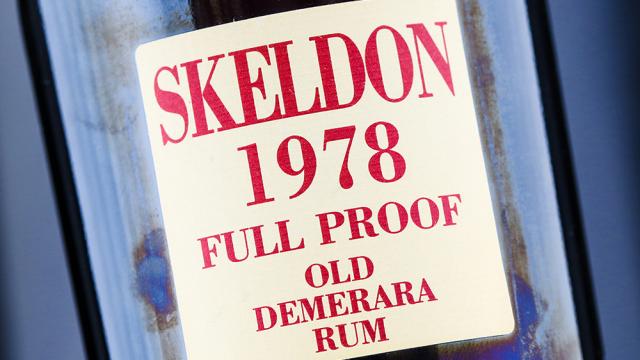 SKELDON
1978
FULL PROOF
OLD
DEMERARA
RUM